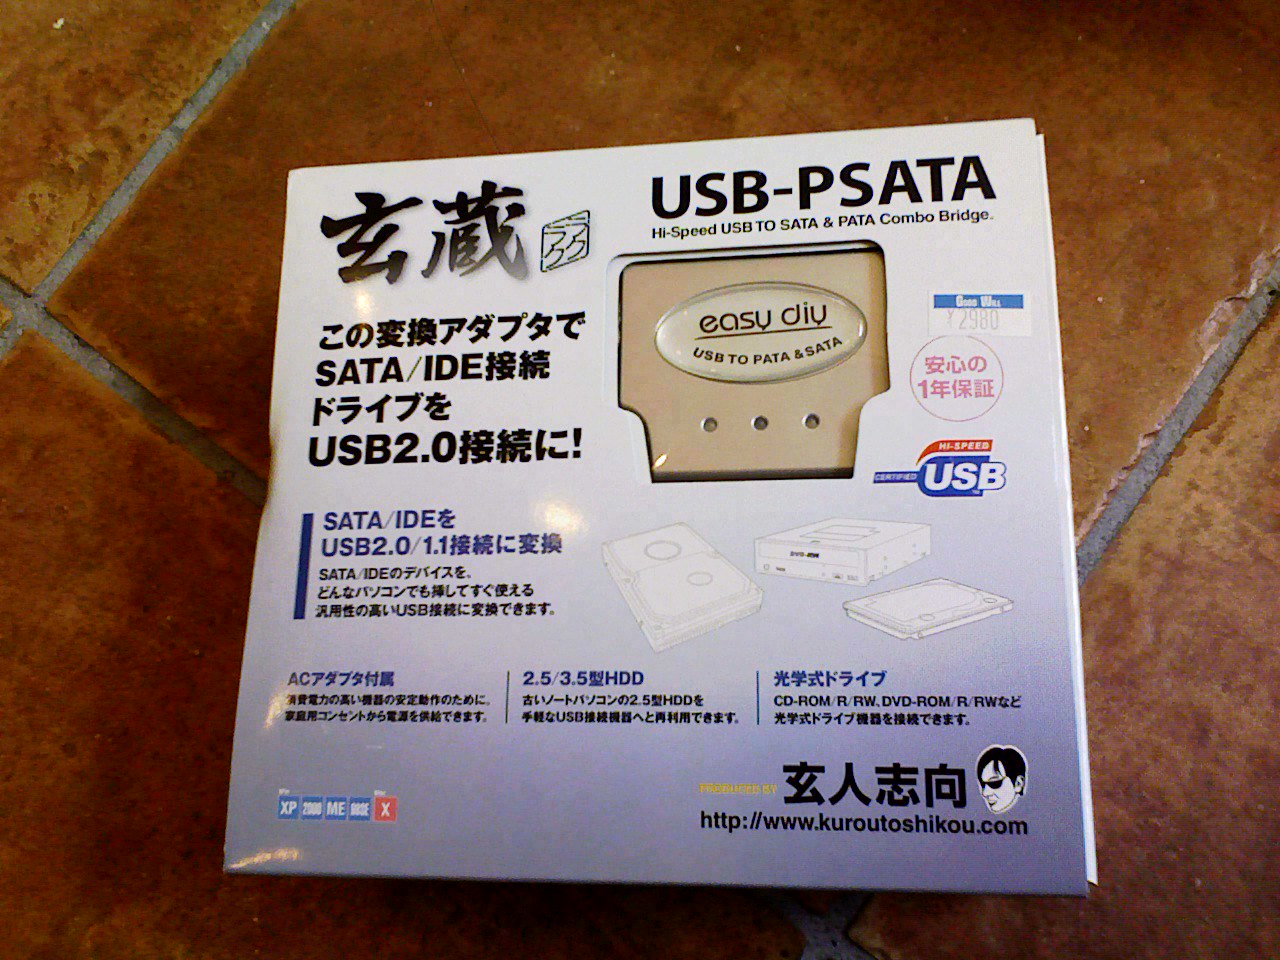 玄蔵
USB-PSATA
Hi-Speed USB TO SATA & PATA Combo Bridge.
この変換アダプタで
SATA/IDE接続
ドライブを
USB2.0接続に!
easy diy
USB TO PATA & SATA
GOOD WILL
¥2980
安心の
1年保証
HI-SPEED
CERTIFIED
USB
SATA/IDEを
USB2.0/1.1接続に変換
SATA/IDEのデバイスを。
どんなパソコンでも挿してすぐ使える
汎用性の高いUSB接続に変換できます。
ACアダプタ付属
消費電力の高い機器の安定動作のために。
家庭用コンセントから電源を供給できます。
2.5/3.5型HDD
古いノートパソコンの2.5型HDDを
手軽なUSB接続機器へと再利用できます。
光学式ドライブ
CD-ROM/R/RW、DVD-ROM/R/RWなど
光学式ドライブ機器を接続できます。
XP 2000 ME 98SE X
PRODUCED BY 玄人志向
http://www.kuroutoshikou.com